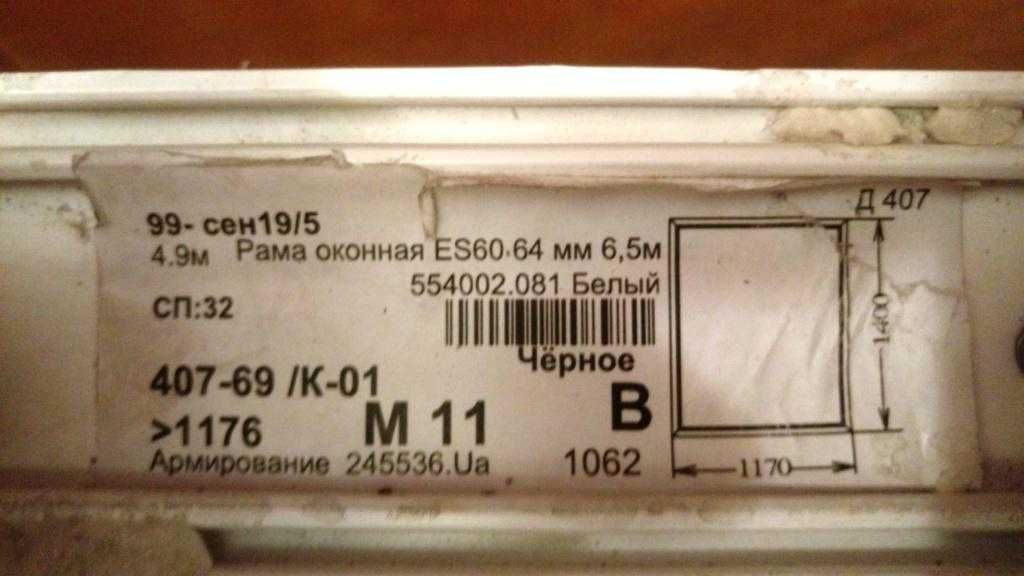 99- сен19/5
4.9м Рама оконная ES60 64 мм 6,5м
554002.081 Белый
СП:32
Чёрное
407-69 /К-01
>1176 М 11 В
Армирование 245536.Ua 1062
Д 407
1400
1170